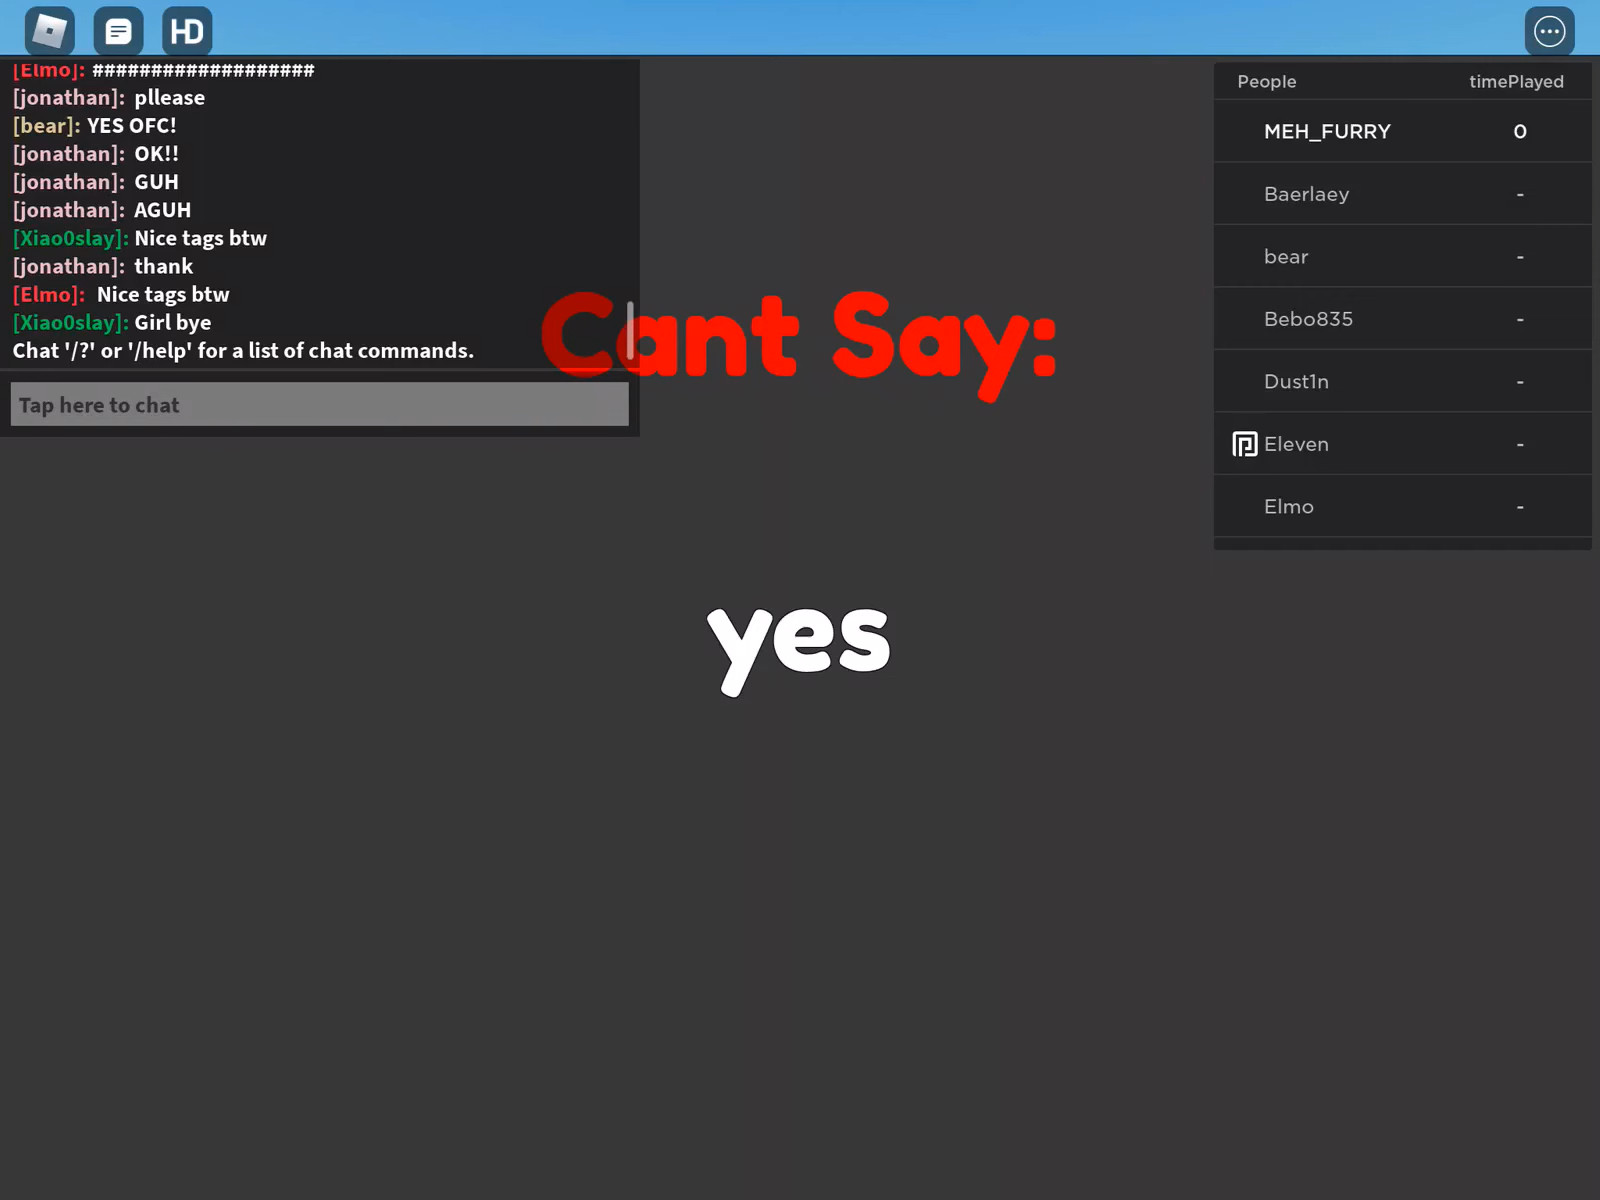 HD
[Elmo]: ###################
[jonathan]: pllease
[bear]: YES OFC!
[jonathan]: OK!!
[jonathan]: GUH
[jonathan]: AGUH
[Xiao0slay]: Nice tags btw
[jonathan]: thank
[Elmo]: Nice tags btw
[Xiao0slay]: Girl bye
Chat '/?' or '/help' for a list of chat commands.
Tap here to chat
Cant Say:
yes
People timePlayed
MEH_FURRY 0
Baerlaey -
bear -
Bebo835 -
Dust1n -
Eleven -
Elmo -